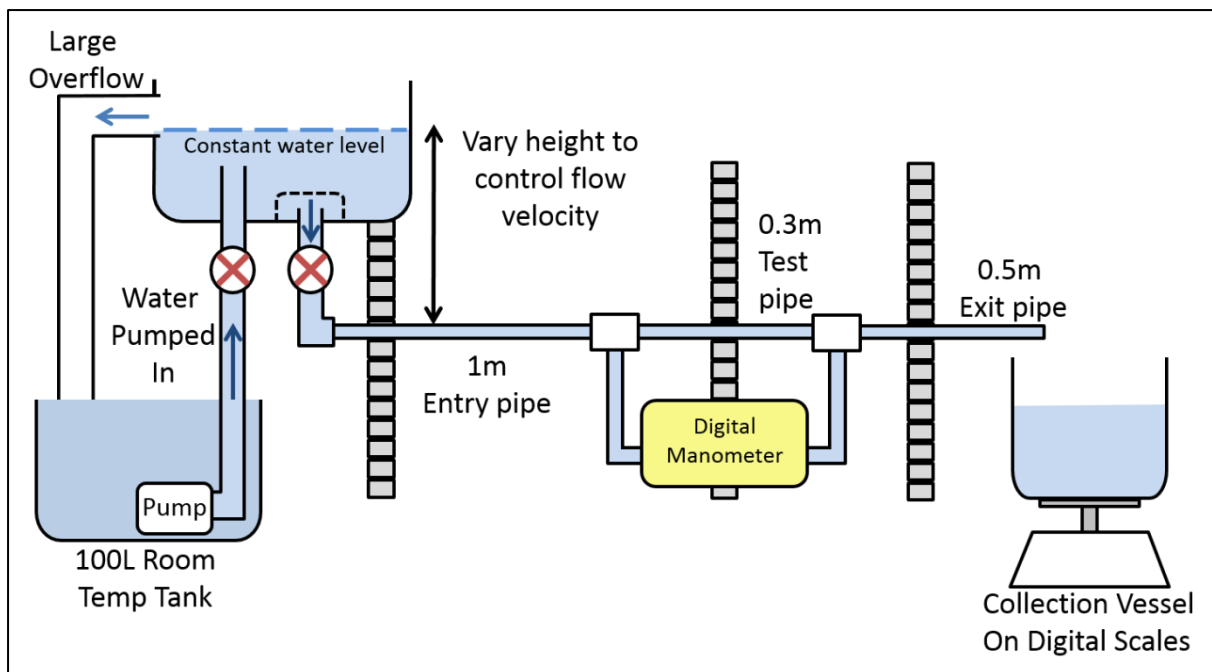 Large
Overflow
Constant water level
Vary height to
control flow
velocity
Water
Pumped
In
0.3m
Test
pipe
0.5m
Exit pipe
1m
Entry pipe
Digital
Manometer
Pump
100L Room
Temp Tank
Collection Vessel
On Digital Scales